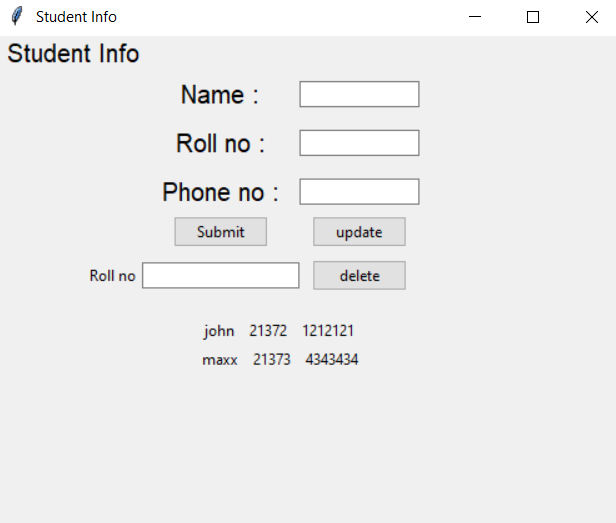 Student Info
Student Info
Name :
Roll no :
Phone no :
Submit update
Roll no delete
john 21372 1212121
maxx 21373 4343434